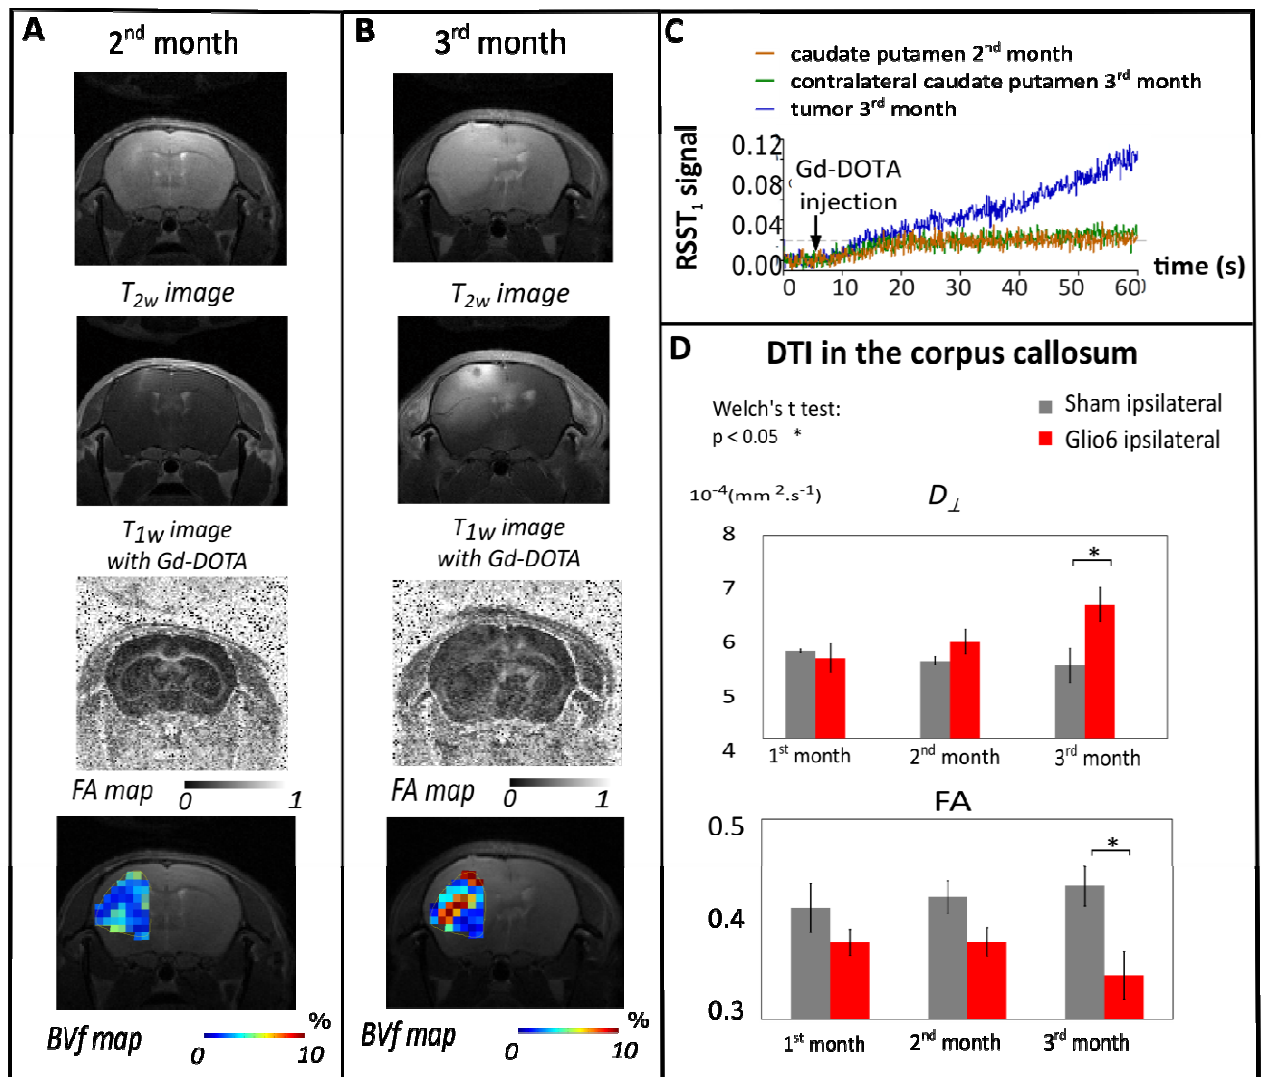 A
2nd month
T2w image
T1w image
with Gd-DOTA
FA map
0 1
BVf map
%
0 10
B
3rd month
T2w image
T1w image
with Gd-DOTA
FA map
0 1
BVf map
%
0 10
C
caudate putamen 2nd month
contralateral caudate putamen 3rd month
tumor 3rd month
RSST1 signal
0.12
0.08
0.04
0.00
Gd-DOTA
injection
0 10 20 30 40 50 60
time (s)
D
DTI in the corpus callosum
Welch's t test:
p < 0.05 *
Sham ipsilateral
Glio6 ipsilateral
10-4(mm 2.s-1)
D⊥
8
7
6
5
4
*
1st month 2nd month 3rd month
FA
0.5
0.4
0.3
*
1st month 2nd month 3rd month